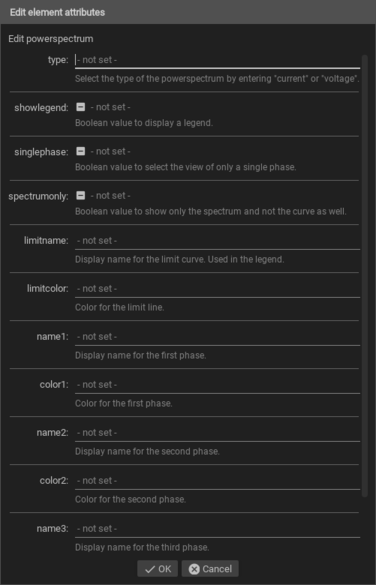 Edit element attributes
Edit powerspectrum
type: - not set -
Select the type of the powerspectrum by entering "current" or "voltage".
showlegend: - not set -
Boolean value to display a legend.
singlephase: - not set -
Boolean value to select the view of only a single phase.
spectrumonly: - not set -
Boolean value to show only the spectrum and not the curve as well.
limitname: - not set -
Display name for the limit curve. Used in the legend.
limitcolor: - not set -
Color for the limit line.
name1: - not set -
Display name for the first phase.
color1: - not set -
Color for the first phase.
name2: - not set -
Display name for the second phase.
color2: - not set -
Color for the second phase.
name3: - not set -
Display name for the third phase.
OK Cancel